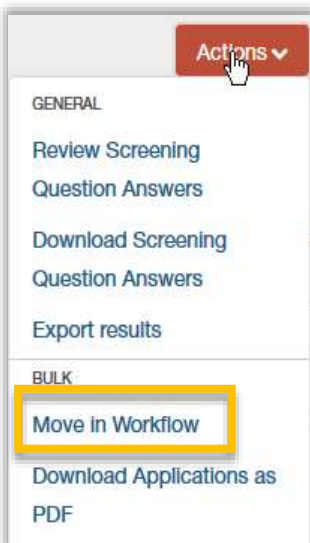 Actions
GENERAL
Review Screening
Question Answers
Download Screening
Question Answers
Export results
BULK
Move in Workflow
Download Applications as
PDF